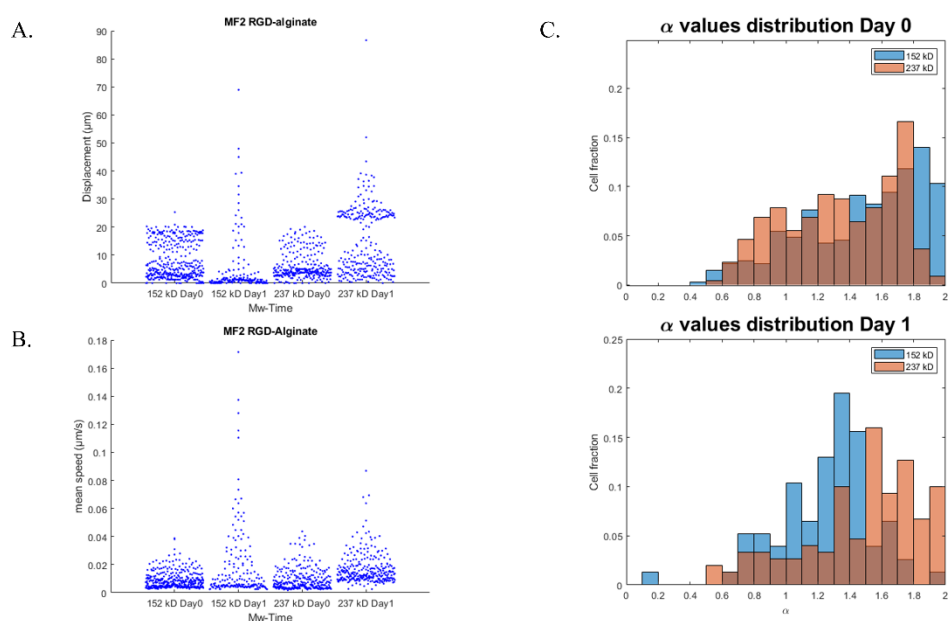 A.
MF2 RGD-alginate
Displacement (µm)
90
80
70
60
50
40
30
20
10
0
152 kD Day0 152 kD Day1 237 kD Day0 237 kD Day1
Mw-Time
B.
MF2 RGD-Alginate
mean speed (µm/s)
0.18
0.16
0.14
0.12
0.1
0.08
0.06
0.04
0.02
0
152 kD Day0 152 kD Day1 237 kD Day0 237 kD Day1
Mw-Time
C.
α values distribution Day 0
152 kD
237 kD
Cell fraction
0.2
0.15
0.1
0.05
0
0 0.2 0.4 0.6 0.8 1 1.2 1.4 1.6 1.8 2
α values distribution Day 1
152 kD
237 kD
Cell fraction
0.25
0.2
0.15
0.1
0.05
0
0 0.2 0.4 0.6 0.8 1 1.2 1.4 1.6 1.8 2
α